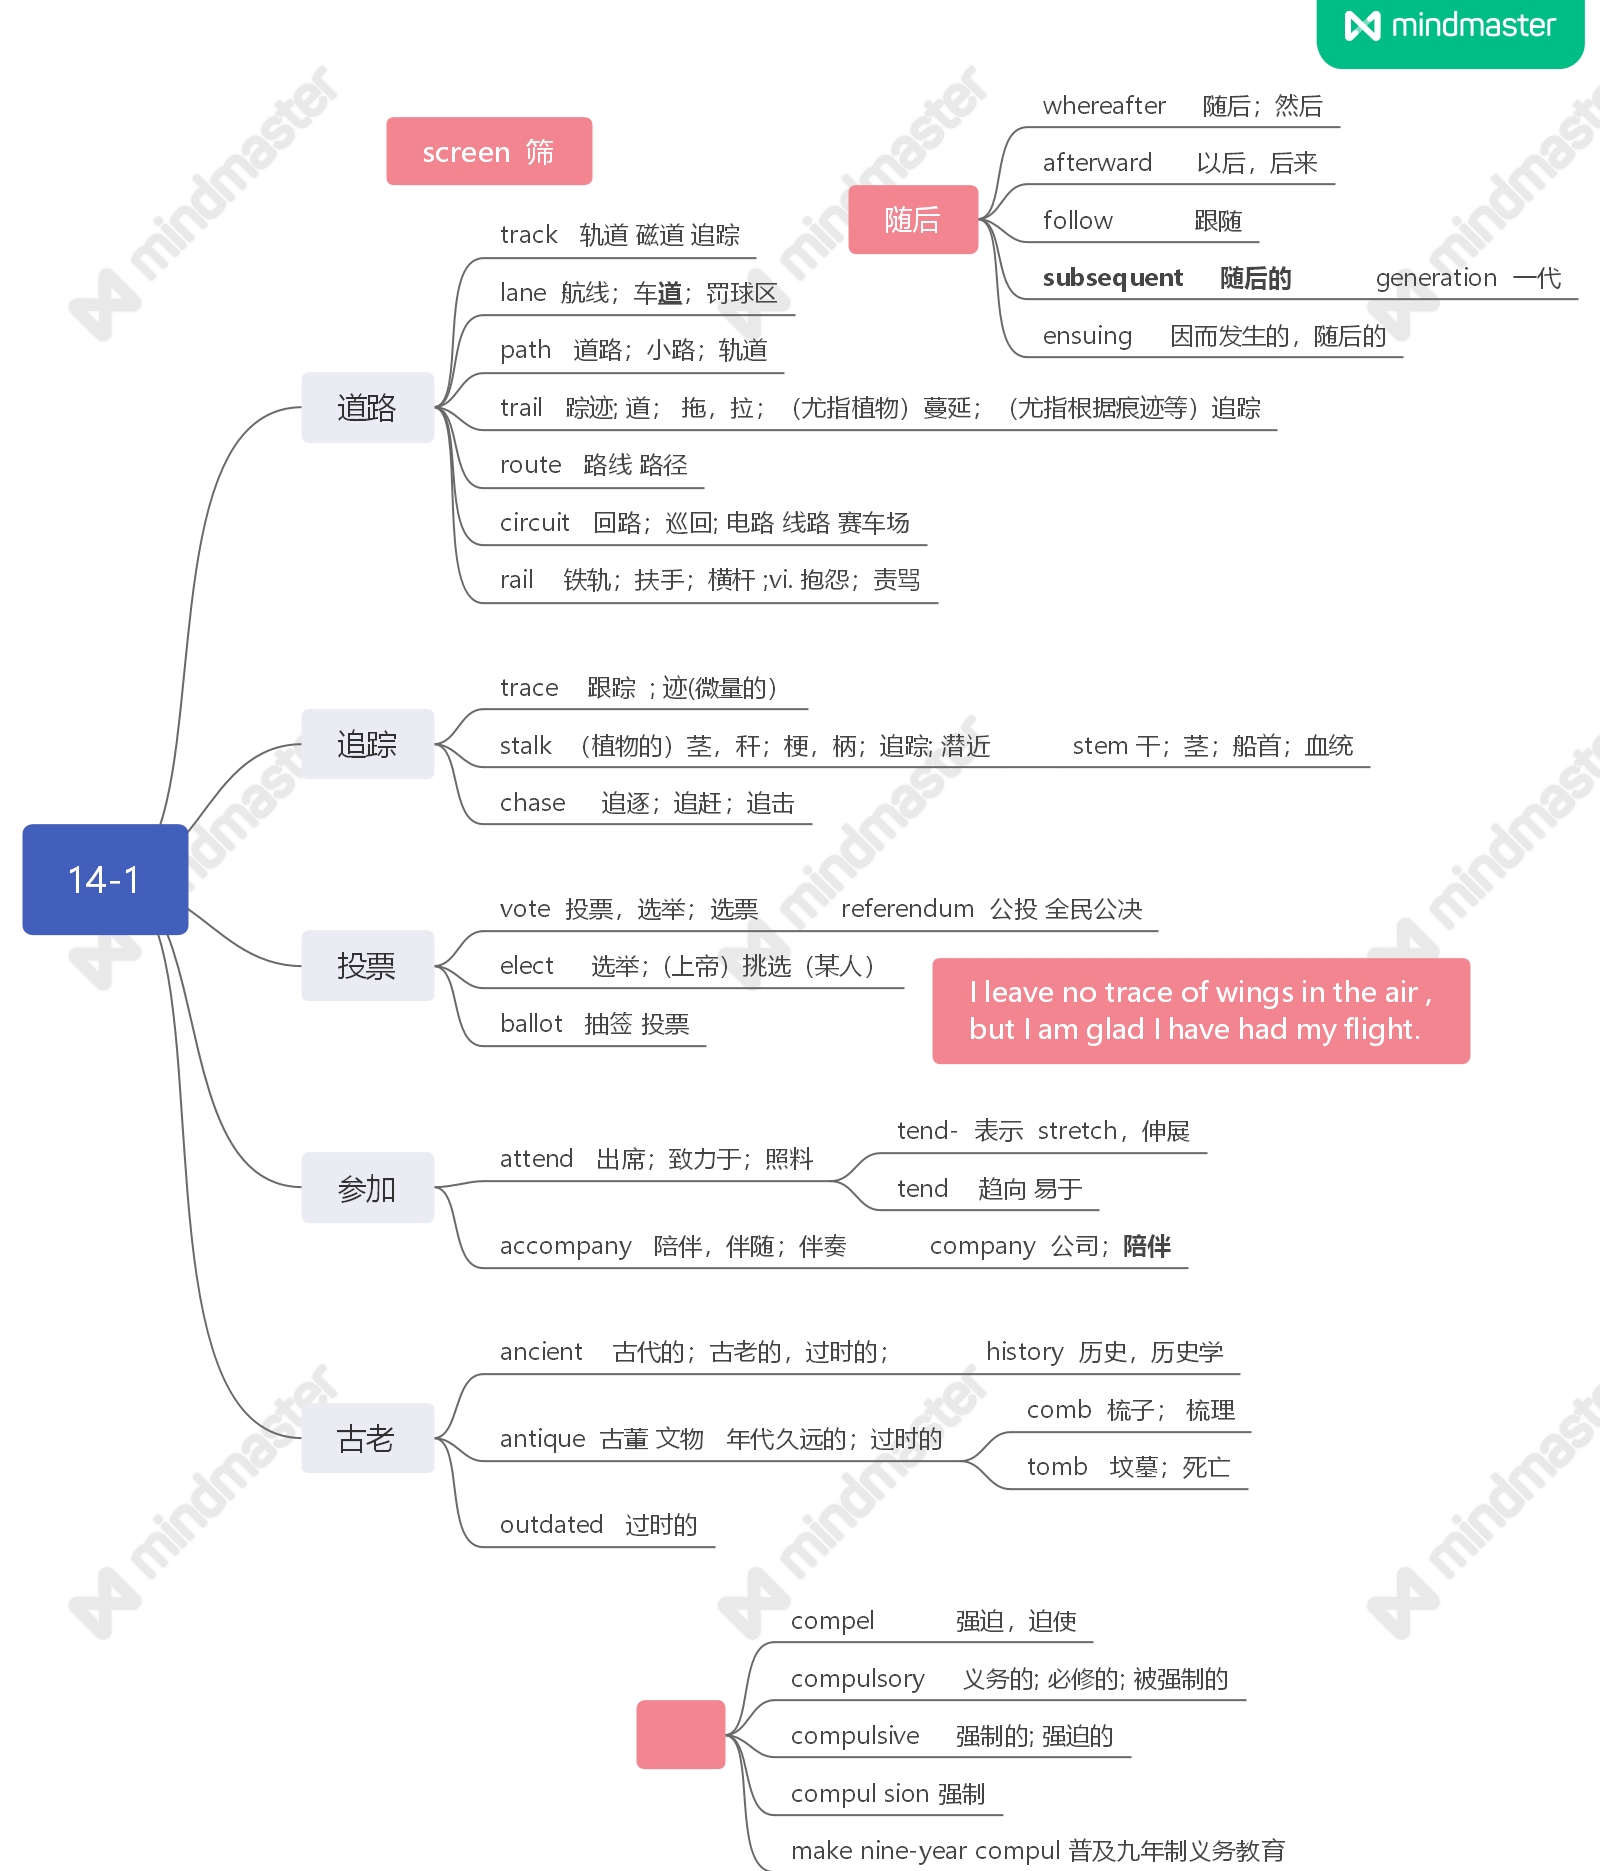 mindmaster
screen 筛
随后
whereafter 随后；然后
afterward 以后，后来
follow 跟随
subsequent 随后的 generation 一代
ensuing 因而发生的，随后的
14-1
道路
track 轨道 磁道 追踪
lane 航线；车道；罚球区
path 道路；小路；轨道
trail 踪迹; 道； 拖，拉；（尤指植物）蔓延；（尤指根据痕迹等）追踪
route 路线 路径
circuit 回路；巡回; 电路 线路 赛车场
rail 铁轨；扶手；横杆 ;vi. 抱怨；责骂
追踪
trace 跟踪 ; 迹(微量的）
stalk （植物的）茎，秆；梗，柄；追踪; 潜近 stem 干；茎；船首；血统
chase 追逐；追赶；追击
投票
vote 投票，选举；选票 referendum 公投 全民公决
elect 选举；(上帝）挑选（某人）
ballot 抽签 投票
I leave no trace of wings in the air ,
but I am glad I have had my flight.
参加
attend 出席；致力于；照料
tend- 表示 stretch，伸展
tend 趋向 易于
accompany 陪伴，伴随；伴奏 company 公司；陪伴
古老
ancient 古代的；古老的，过时的； history 历史，历史学
antique 古董 文物 年代久远的；过时的
comb 梳子； 梳理
tomb 坟墓；死亡
outdated 过时的
compel 强迫，迫使
compulsory 义务的; 必修的; 被强制的
compulsive 强制的; 强迫的
compul sion 强制
make nine-year compul 普及九年制义务教育